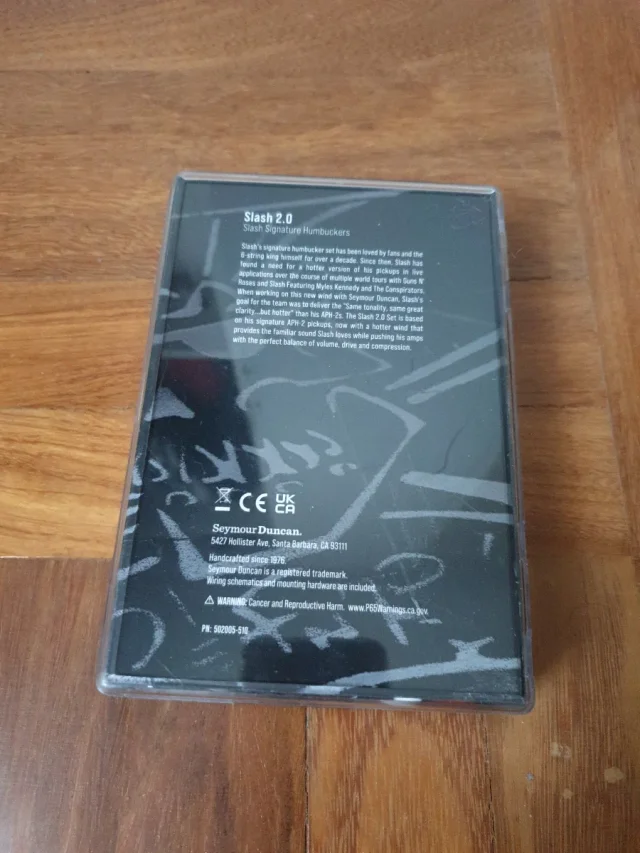 Slash 2.0
Slash Signature Humbuckers
Slash's signature humbucker set has been loved by fans and the
6-string king himself for over a decade. Since then, Slash has
found a need for a hotter version of his pickups in live
applications over the course of multiple world tours with Guns N'
Roses and Slash Featuring Myles Kennedy and The Conspirators.
When working on this new wind with Seymour Duncan, Slash's
goal for the team was to deliver the "Same tonality, same great
clarity...but hotter" than his APH-2s. The Slash 2.0 Set is based
on his signature APH-2 pickups, now with a hotter wind that
provides the familiar sound Slash loves while pushing his amps
with the perfect balance of volume, drive and compression.
CE UK
CA
Seymour Duncan.
5427 Hollister Ave, Santa Barbara, CA 93111
Handcrafted since 1976.
Seymour Duncan is a registered trademark.
Wiring schematics and mounting hardware are included.
⚠ WARNING: Cancer and Reproductive Harm. www.P65Warnings.ca.gov.
PN: 502005-510